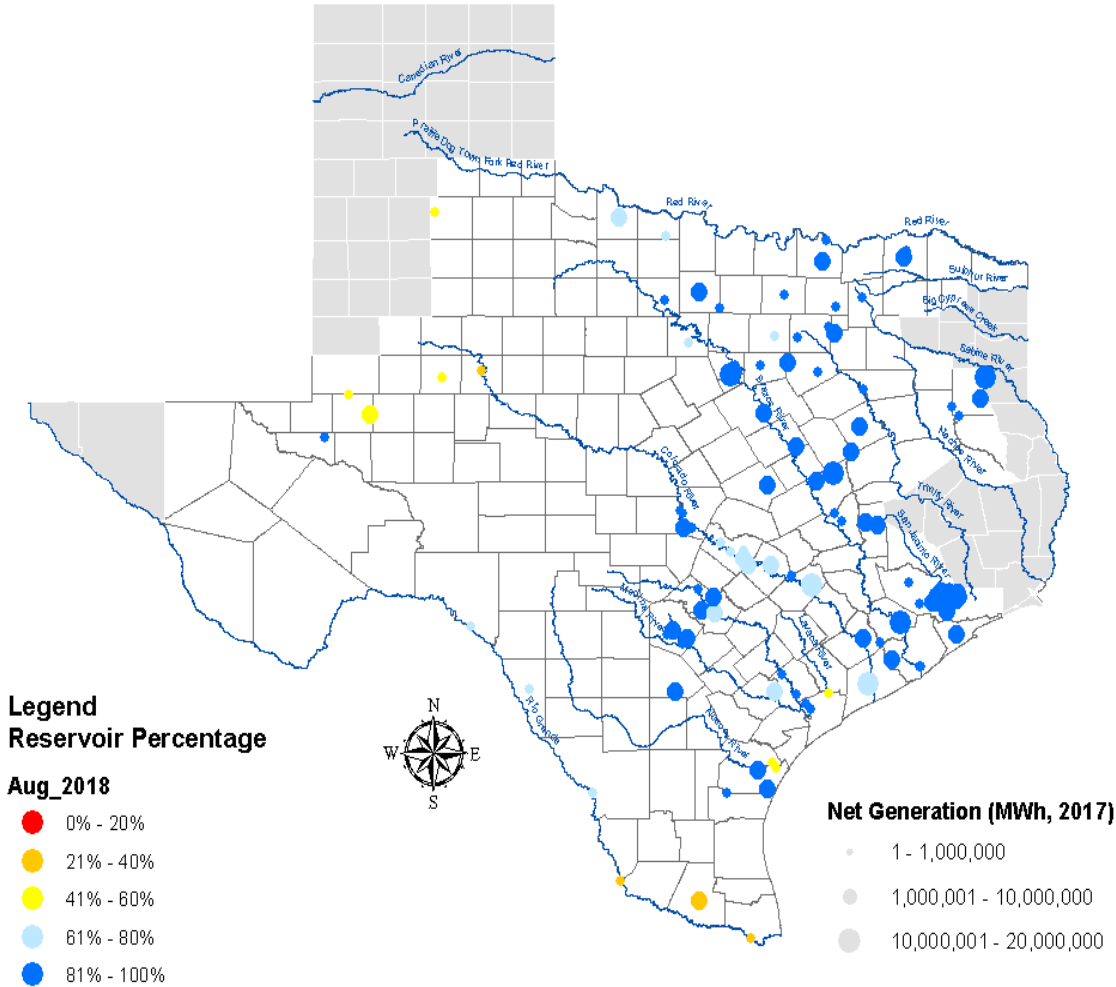 Canadian River
Prairie Dog Town Fork Red River
Red River
Red River
Sulphur River
Big Cypress Creek
Sabine River
Brazos River
Neches River
Colorado River
Trinity River
San Jacinto River
Medina River
Lavaca River
Rio Grande
Nueces River
N
W
E
S
Legend
Reservoir Percentage
Aug_2018
0% - 20%
21% - 40%
41% - 60%
61% - 80%
81% - 100%
Net Generation (MWh, 2017)
1 - 1,000,000
1,000,001 - 10,000,000
10,000,001 - 20,000,000